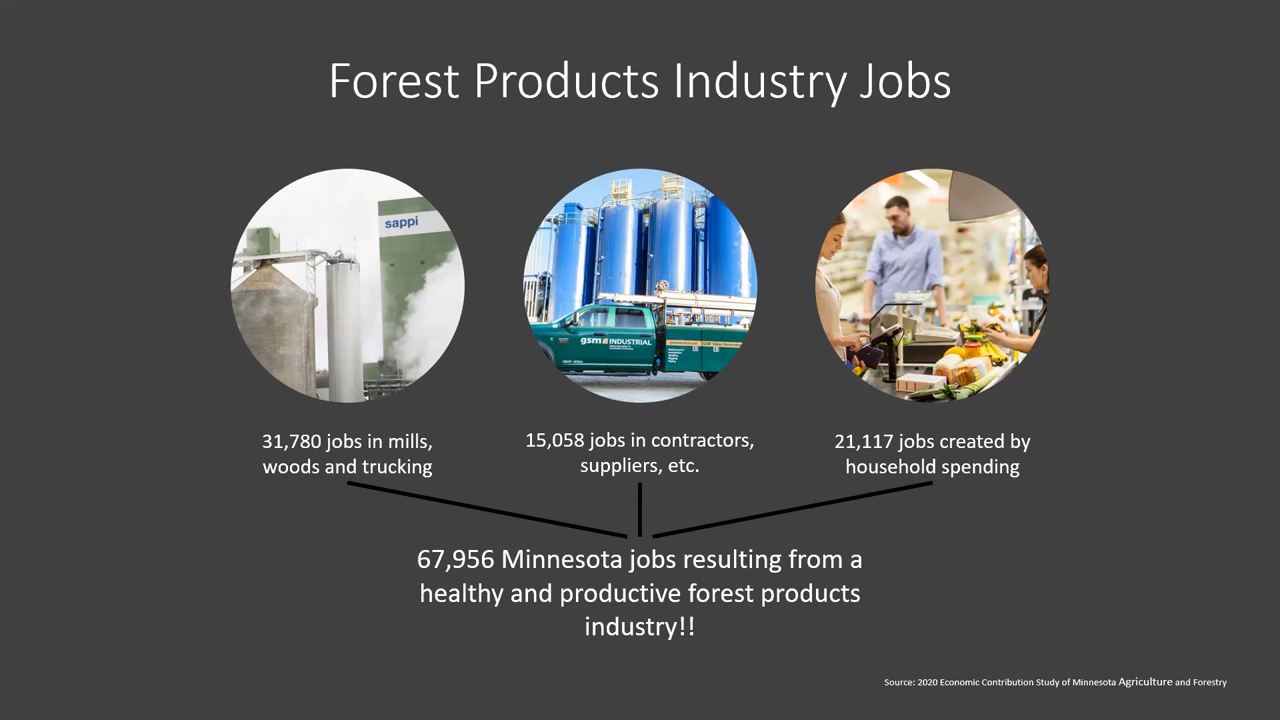 Forest Products Industry Jobs
sappi
gsm INDUSTRIAL
31,780 jobs in mills,
woods and trucking
15,058 jobs in contractors,
suppliers, etc.
21,117 jobs created by
household spending
67,956 Minnesota jobs resulting from a
healthy and productive forest products
industry!!
Source: 2020 Economic Contribution Study of Minnesota Agriculture and Forestry